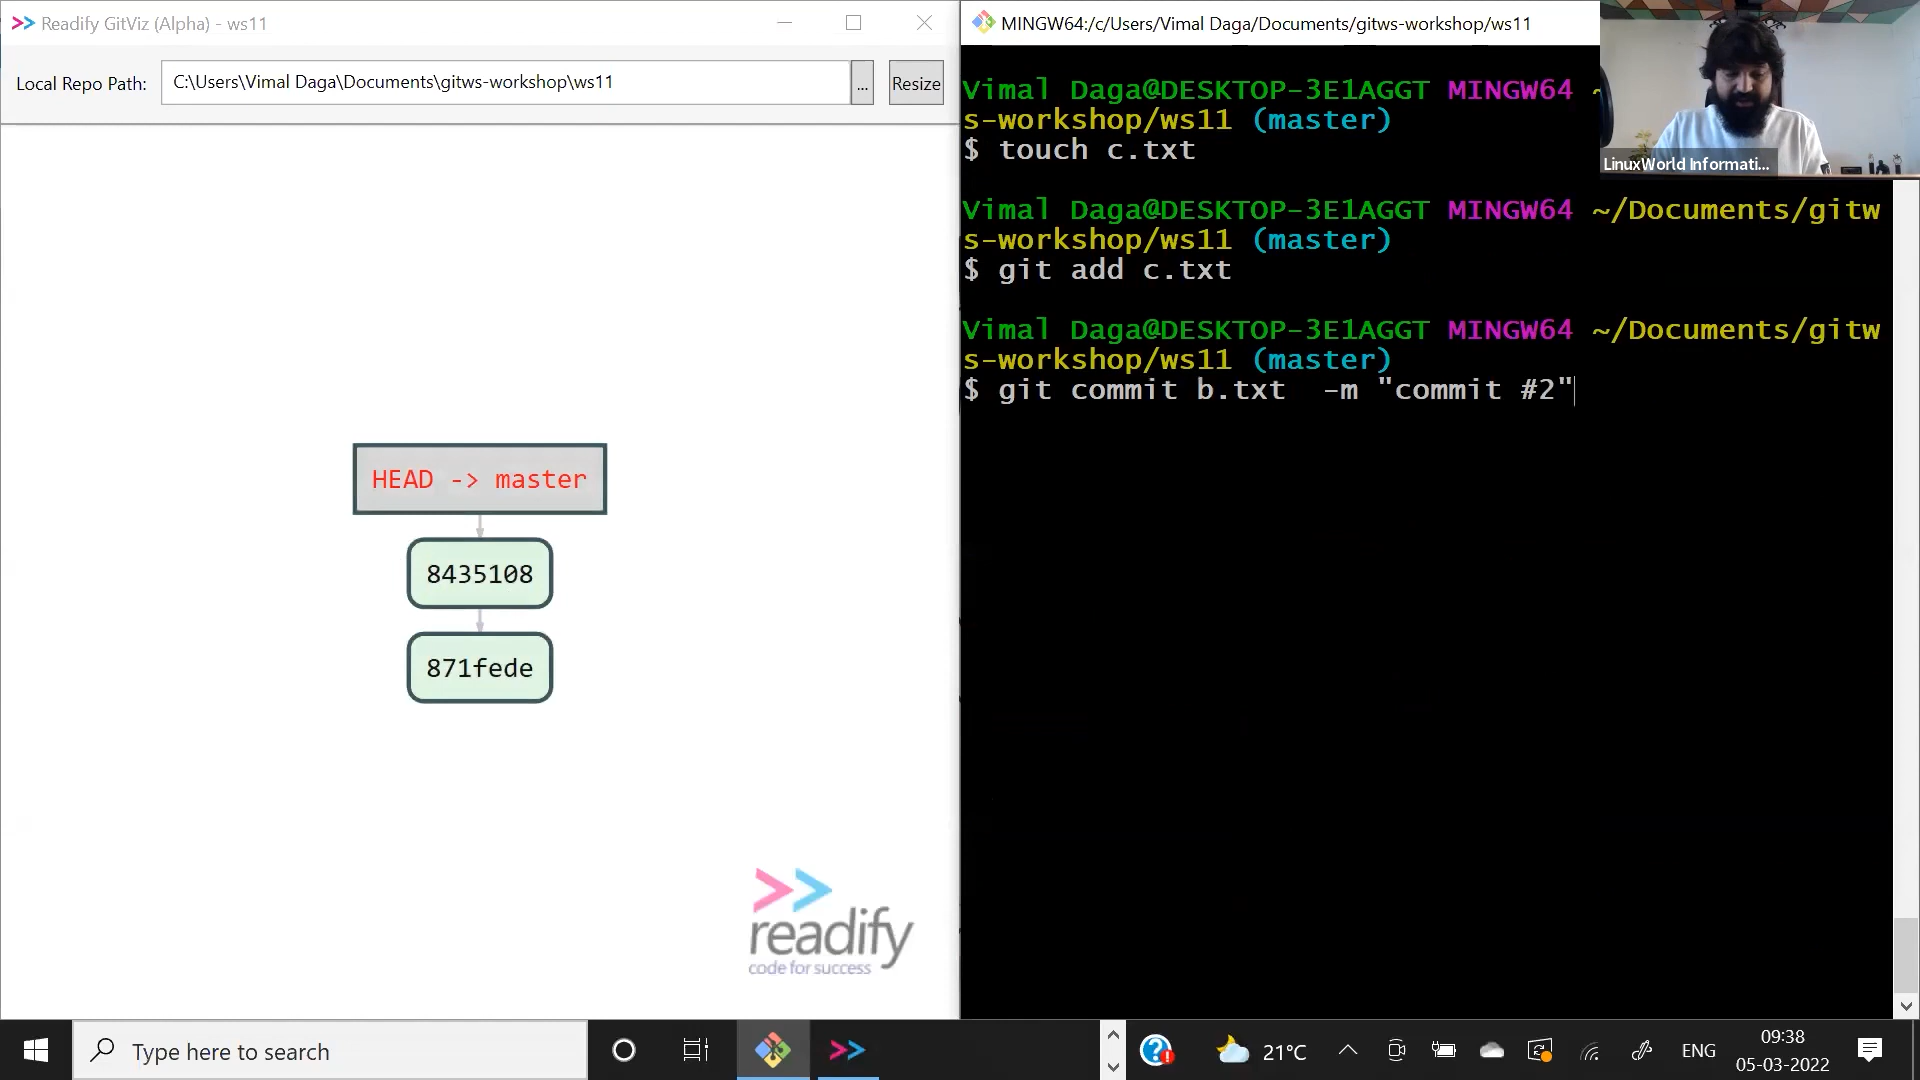 Readify GitViz (Alpha) - ws11
Local Repo Path:
C:\Users\Vimal Daga\Documents\gitws-workshop\ws11
...
Resize
HEAD -> master
8435108
871fede
readify
code for success
MINGW64:/c/Users/Vimal Daga/Documents/gitws-workshop/ws11
Vimal Daga@DESKTOP-3E1AGGT MINGW64 ~
s-workshop/ws11 (master)
$ touch c.txt
Vimal Daga@DESKTOP-3E1AGGT MINGW64 ~/Documents/gitw
s-workshop/ws11 (master)
$ git add c.txt
Vimal Daga@DESKTOP-3E1AGGT MINGW64 ~/Documents/gitw
s-workshop/ws11 (master)
$ git commit b.txt  -m "commit #2"
LinuxWorld Informati...
Type here to search
21°C
ENG
09:38
05-03-2022